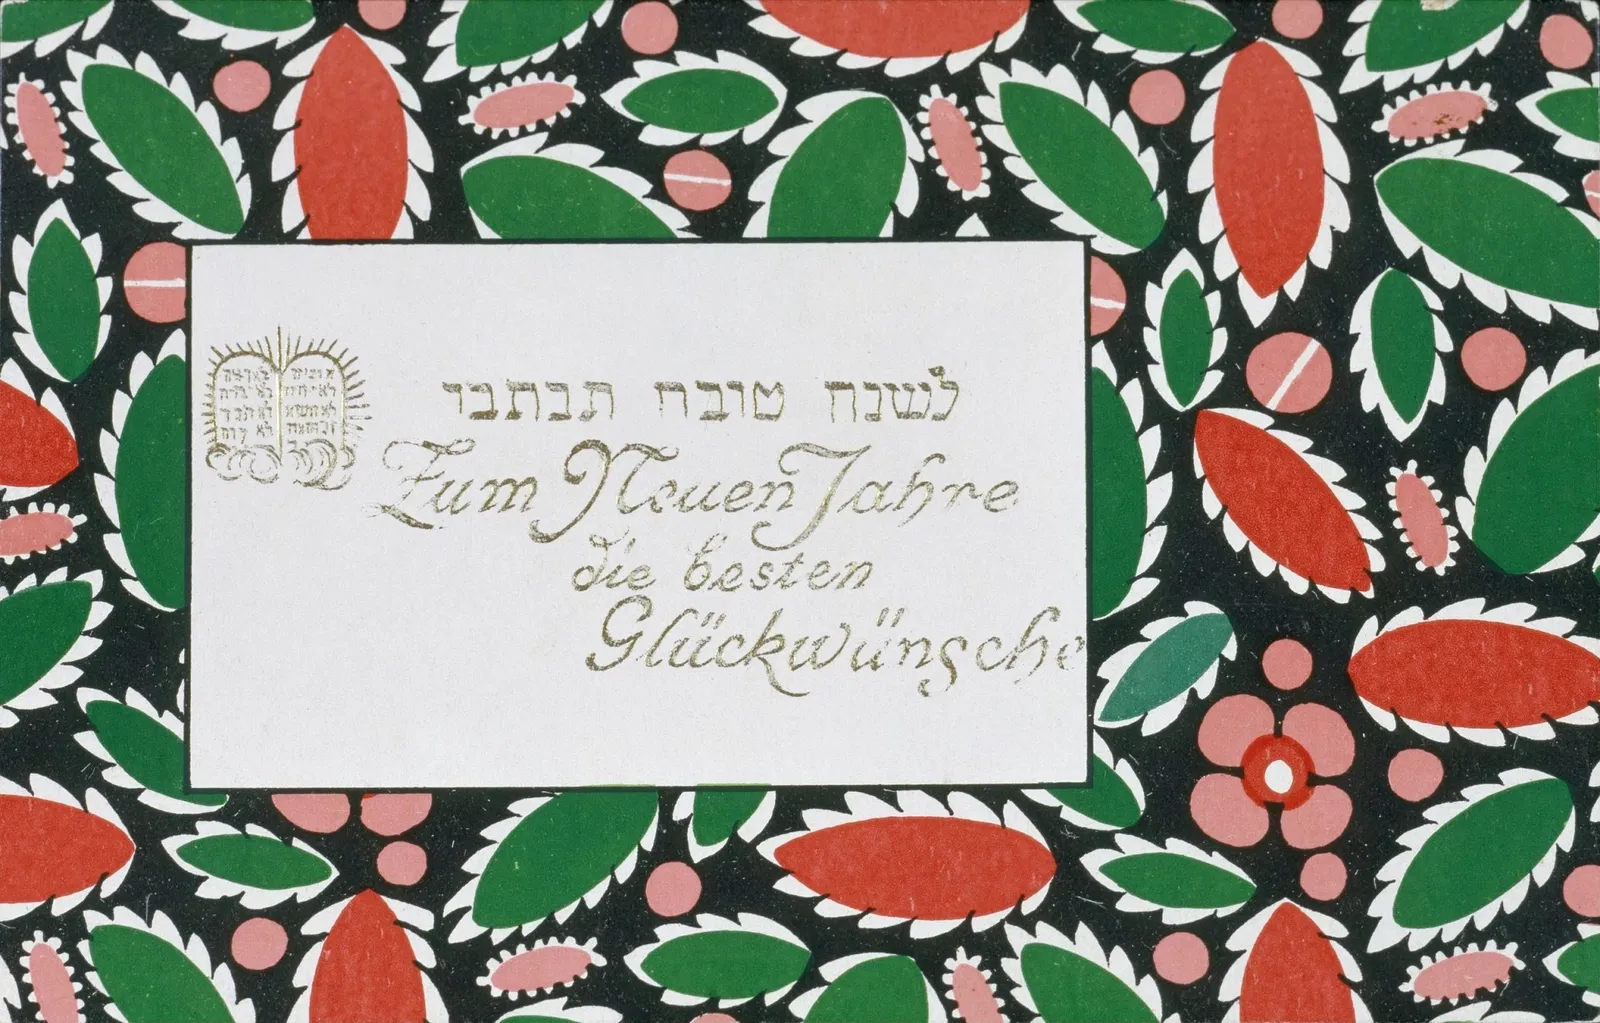 לשנה טובה תכתבו
Zum Neuen Jahre
die besten
Glückwünsche